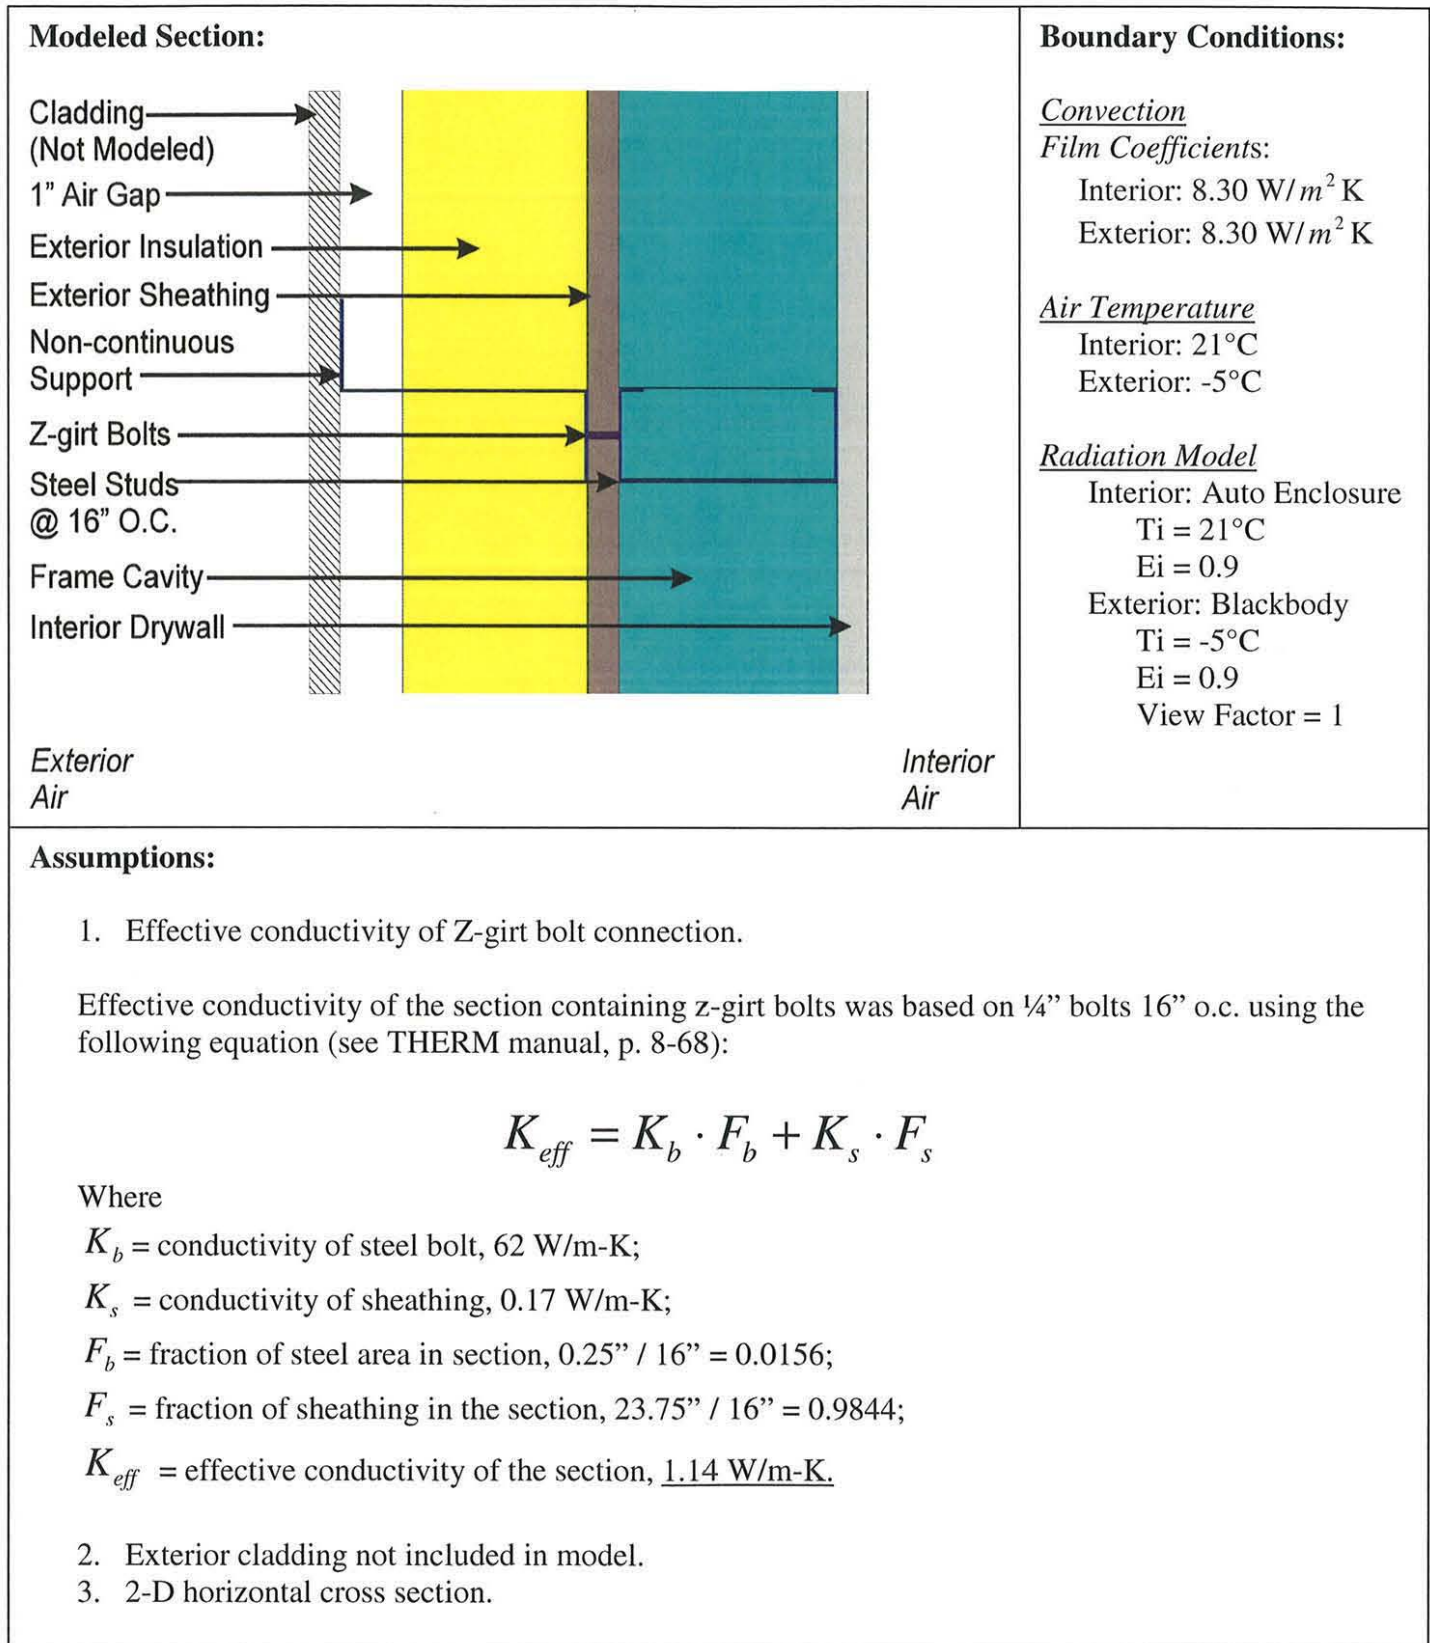 Modeled Section:
Cladding
(Not Modeled)
1” Air Gap
Exterior Insulation
Exterior Sheathing
Non-continuous
Support
Z-girt Bolts
Steel Studs
@ 16” O.C.
Frame Cavity
Interior Drywall
Exterior
Air
Interior
Air
Boundary Conditions:
Convection
Film Coefficients:
Interior: 8.30 W/m² K
Exterior: 8.30 W/m² K
Air Temperature
Interior: 21°C
Exterior: -5°C
Radiation Model
Interior: Auto Enclosure
Ti = 21°C
Ei = 0.9
Exterior: Blackbody
Ti = -5°C
Ei = 0.9
View Factor = 1
Assumptions:
1. Effective conductivity of Z-girt bolt connection.
Effective conductivity of the section containing z-girt bolts was based on ¼” bolts 16” o.c. using the
following equation (see THERM manual, p. 8-68):
K_eff = K_b · F_b + K_s · F_s
Where
K_b = conductivity of steel bolt, 62 W/m-K;
K_s = conductivity of sheathing, 0.17 W/m-K;
F_b = fraction of steel area in section, 0.25” / 16” = 0.0156;
F_s = fraction of sheathing in the section, 23.75” / 16” = 0.9844;
K_eff = effective conductivity of the section, 1.14 W/m-K.
2. Exterior cladding not included in model.
3. 2-D horizontal cross section.